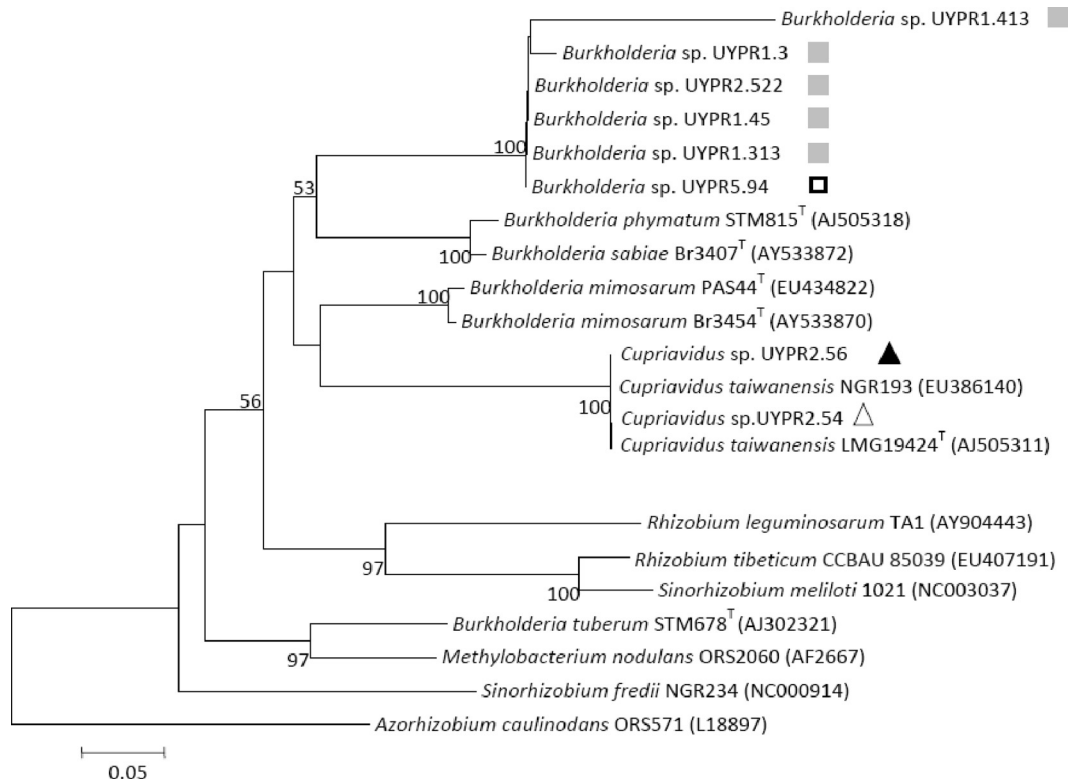 Burkholderia sp. UYPR1.413
Burkholderia sp. UYPR1.3
Burkholderia sp. UYPR2.522
Burkholderia sp. UYPR1.45
100
Burkholderia sp. UYPR1.313
Burkholderia sp. UYPR5.94
53
Burkholderia phymatum STM815ᵀ (AJ505318)
100
Burkholderia sabiae Br3407ᵀ (AY533872)
Burkholderia mimosarum PAS44ᵀ (EU434822)
100
Burkholderia mimosarum Br3454ᵀ (AY533870)
Cupriavidus sp. UYPR2.56
Cupriavidus taiwanensis NGR193 (EU386140)
56
100
Cupriavidus sp.UYPR2.54
Cupriavidus taiwanensis LMG19424ᵀ (AJ505311)
Rhizobium leguminosarum TA1 (AY904443)
97
Rhizobium tibeticum CCBAU 85039 (EU407191)
100
Sinorhizobium meliloti 1021 (NC003037)
Burkholderia tuberum STM678ᵀ (AJ302321)
97
Methylobacterium nodulans ORS2060 (AF2667)
Sinorhizobium fredii NGR234 (NC000914)
Azorhizobium caulinodans ORS571 (L18897)
0.05